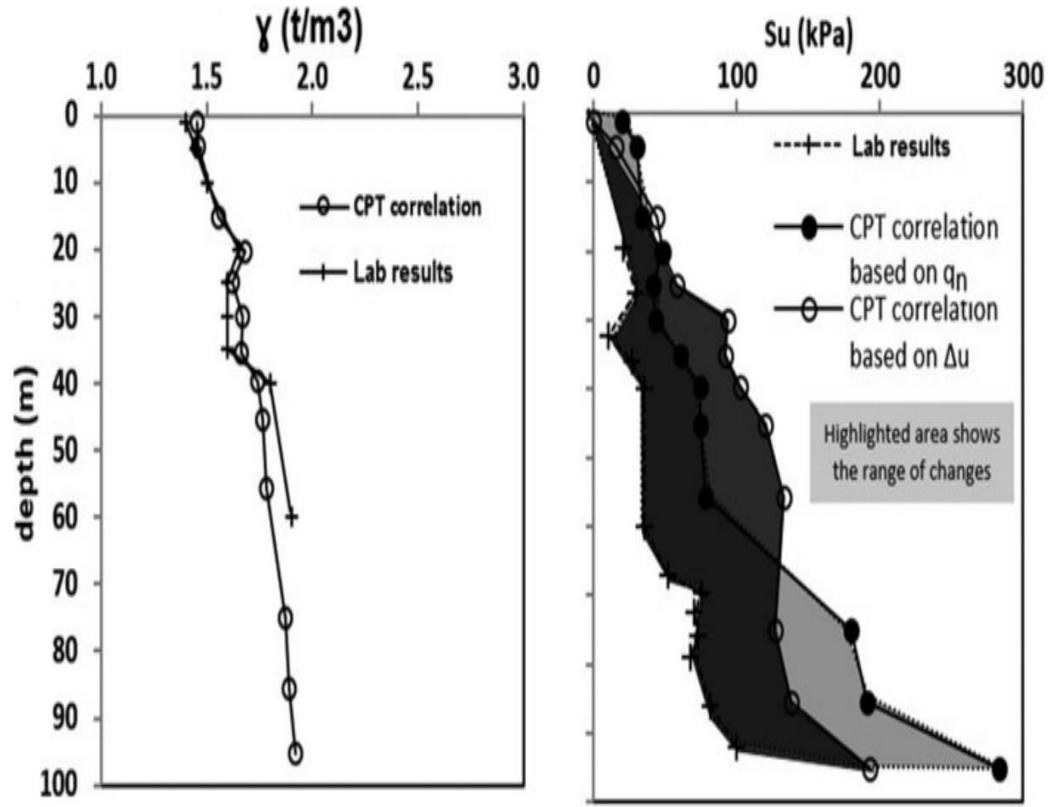 ɣ (t/m3)
1.0 1.5 2.0 2.5 3.0
0
10
20
30
40
50
60
70
80
90
100
depth (m)
CPT correlation
Lab results
Su (kPa)
0 100 200 300
Lab results
CPT correlation
based on qn
CPT correlation
based on Δu
Highlighted area shows
the range of changes